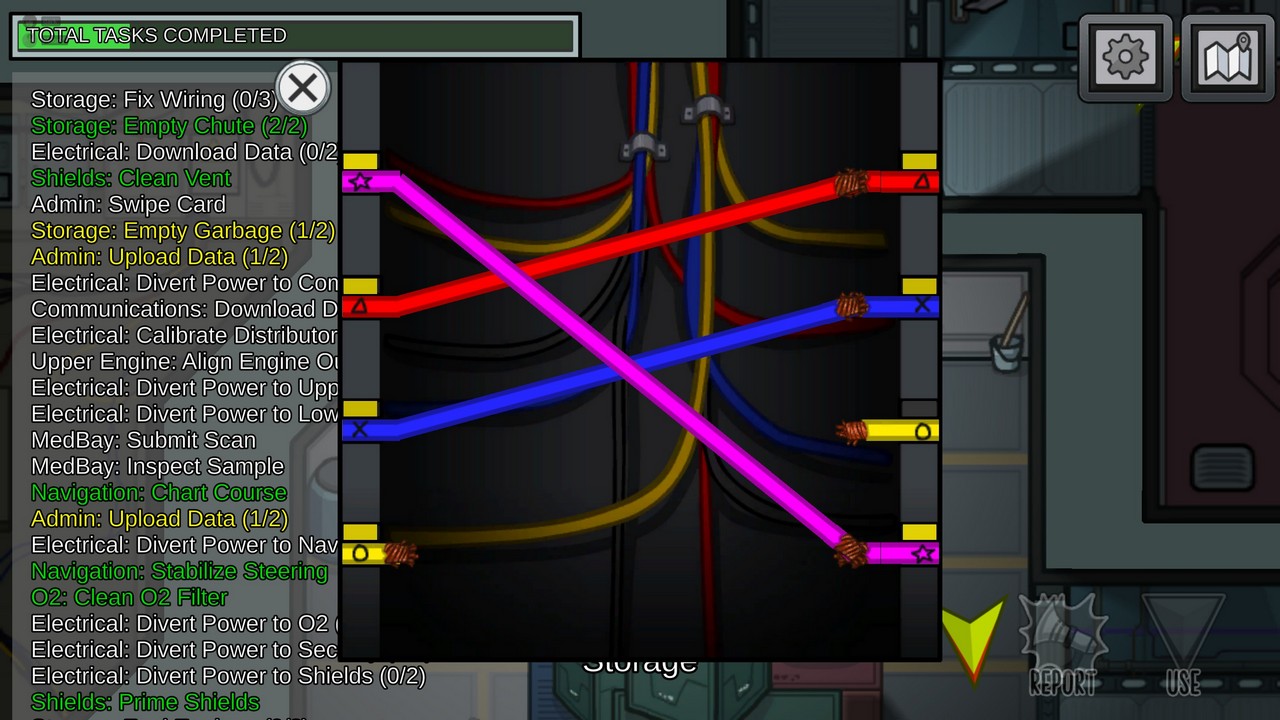 TOTAL TASKS COMPLETED
Storage: Fix Wiring (0/3)
Storage: Empty Chute (2/2)
Electrical: Download Data (0/2
Shields: Clean Vent
Admin: Swipe Card
Storage: Empty Garbage (1/2)
Admin: Upload Data (1/2)
Electrical: Divert Power to Com
Communications: Download D
Electrical: Calibrate Distributor
Upper Engine: Align Engine Ou
Electrical: Divert Power to Upp
Electrical: Divert Power to Low
MedBay: Submit Scan
MedBay: Inspect Sample
Navigation: Chart Course
Admin: Upload Data (1/2)
Electrical: Divert Power to Nav
Navigation: Stabilize Steering
O2: Clean O2 Filter
Electrical: Divert Power to O2 (
Electrical: Divert Power to Sec
Electrical: Divert Power to Shields (0/2)
Shields: Prime Shields
Storage
REPORT
USE